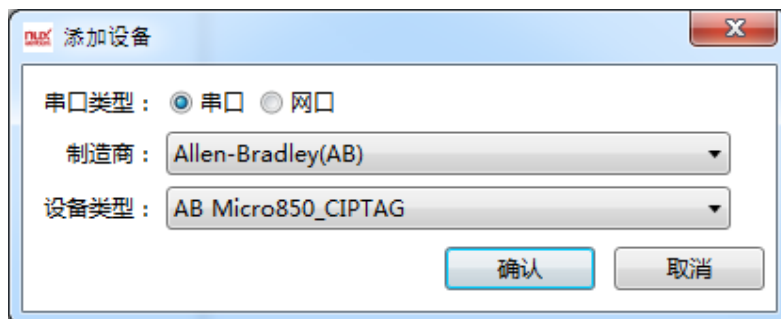 添加设备
串口类型： 串口 网口
制造商： Allen-Bradley(AB)
设备类型： AB Micro850_CIPTAG
确认 取消